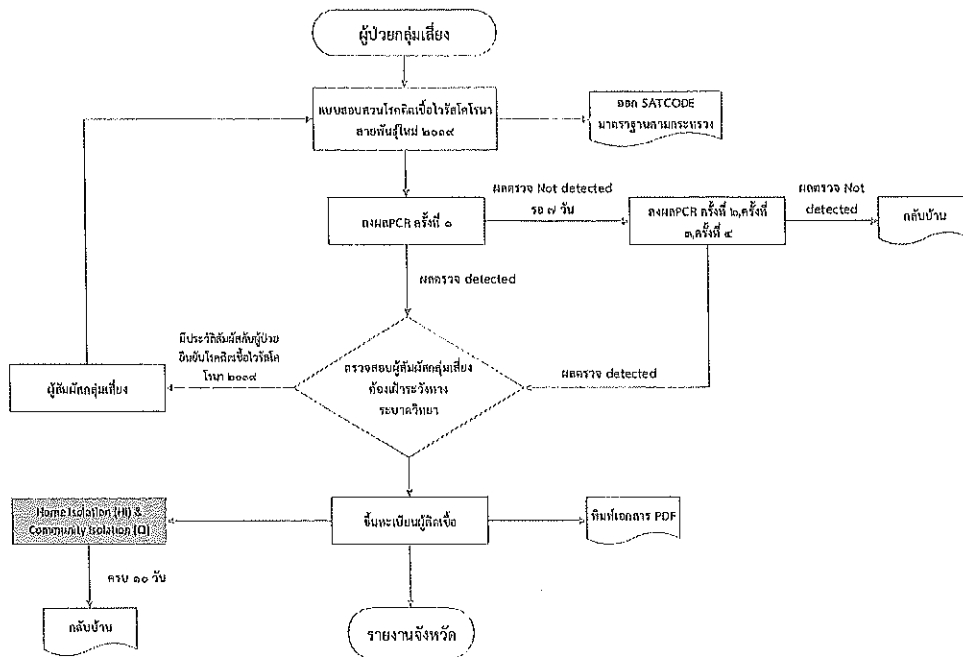 ผู้ป่วยกลุ่มเสี่ยง
แบบสอบสวนโรคติดเชื้อไวรัสโคโรนา
สายพันธุ์ใหม่ ๒๐๑๙
ออก SATCODE
มาตราฐานตามกระทรวง
ลงผลPCR ครั้งที่ ๑
ผลตรวจ Not detected
รอ ๗ วัน
ลงผลPCR ครั้งที่ ๒,ครั้งที่
๓,ครั้งที่ ๔
ผลตรวจ Not
detected
กลับบ้าน
ผลตรวจ detected
ผลตรวจ detected
ตรวจสอบผู้สัมผัสกลุ่มเสี่ยง
ต้องเฝ้าระวังทาง
ระบาดวิทยา
มีประวัติสัมผัสกับผู้ป่วย
ยืนยันโรคติดเชื้อไวรัสโค
โรนา ๒๐๑๙
ผู้สัมผัสกลุ่มเสี่ยง
Home Isolation (HI) &
Community Isolation (CI)
ขึ้นทะเบียนผู้ติดเชื้อ
พิมพ์เอกสาร PDF
ครบ ๑๐ วัน
กลับบ้าน
รายงานจังหวัด